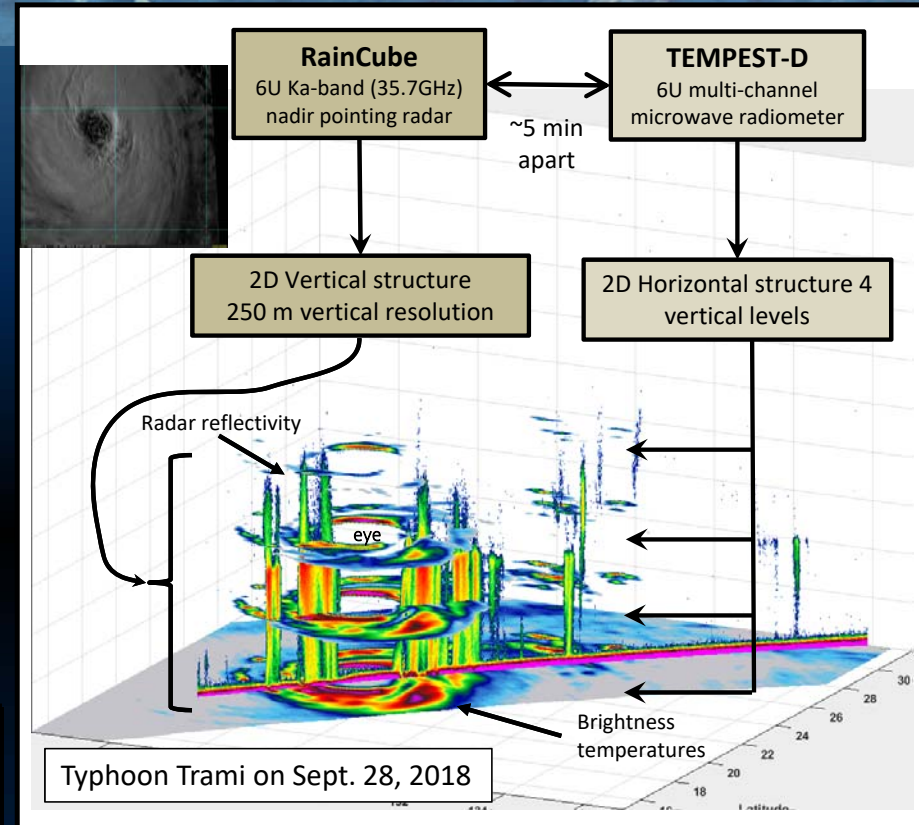 RainCube
6U Ka-band (35.7GHz)
nadir pointing radar
TEMPEST-D
6U multi-channel
microwave radiometer
~5 min
apart
2D Vertical structure
250 m vertical resolution
2D Horizontal structure 4
vertical levels
Radar reflectivity
eye
Brightness
temperatures
30
28
26
24
22
20
18
Typhoon Trami on Sept. 28, 2018